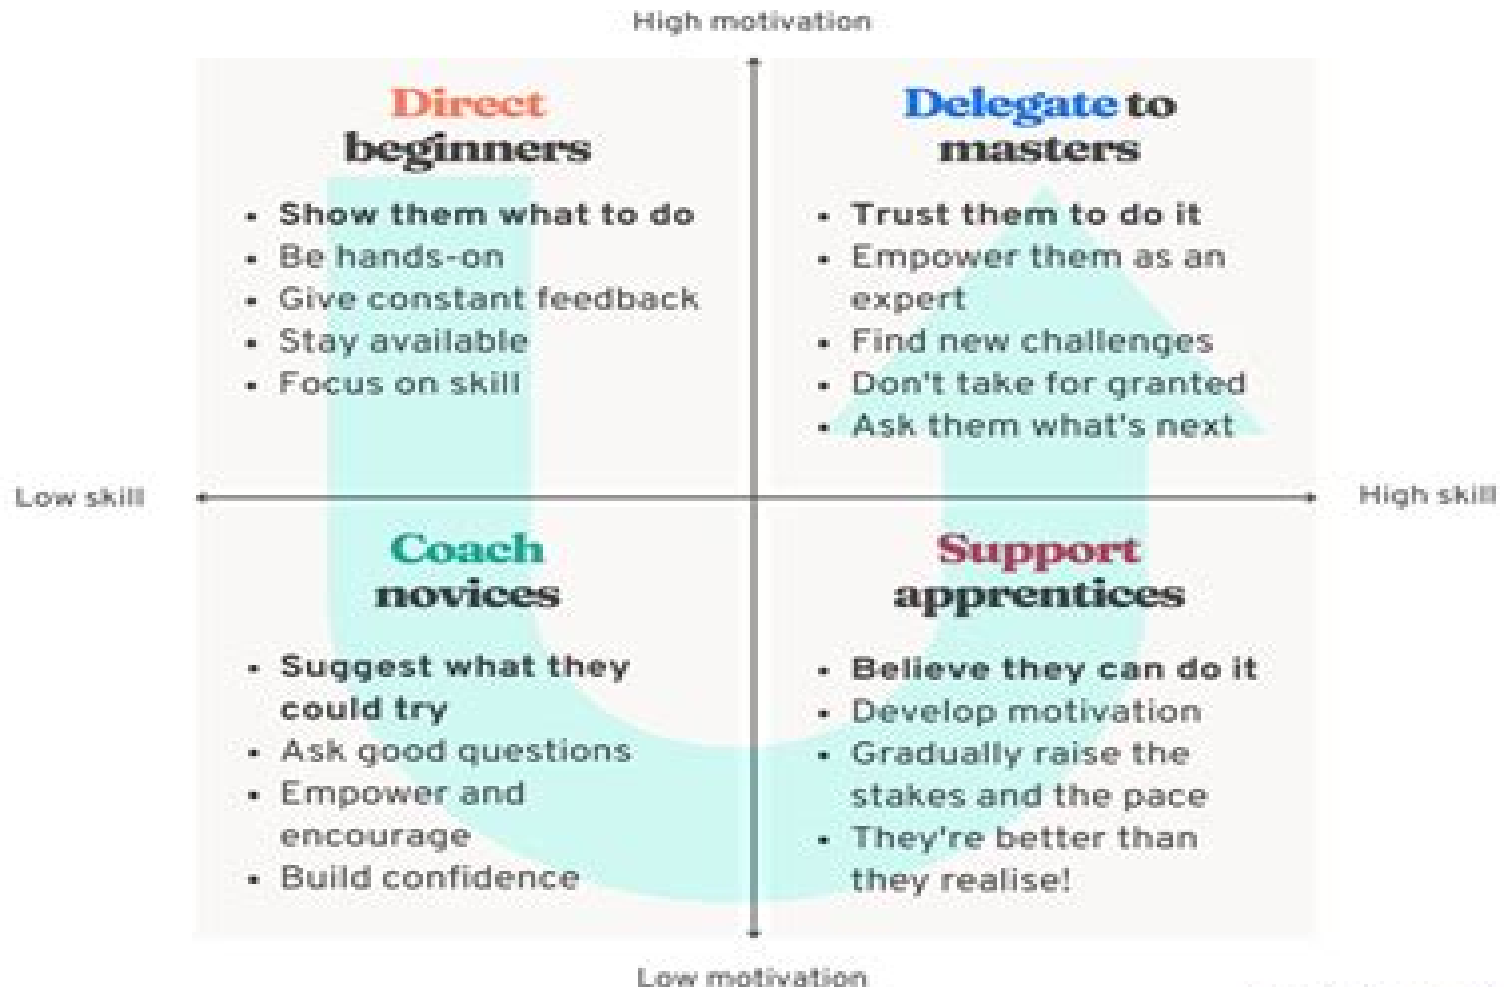 High motivation
Direct
beginners
• Show them what to do
• Be hands-on
• Give constant feedback
• Stay available
• Focus on skill
Delegate to
masters
• Trust them to do it
• Empower them as an
expert
• Find new challenges
• Don't take for granted
• Ask them what's next
Low skill
High skill
Coach
novices
• Suggest what they
could try
• Ask good questions
• Empower and
encourage
• Build confidence
Support
apprentices
• Believe they can do it
• Develop motivation
• Gradually raise the
stakes and the pace
• They're better than
they realise!
Low motivation